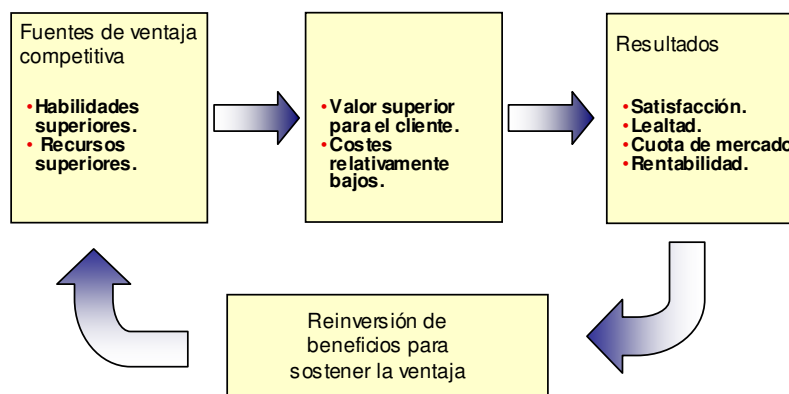 Fuentes de ventaja
competitiva
•Habilidades
superiores.
• Recursos
superiores.
•Valor superior
para el cliente.
•Costes
relativamente
bajos.
Resultados
•Satisfacción.
•Lealtad.
•Cuota de mercado
•Rentabilidad.
Reinversión de
beneficios para
sostener la ventaja